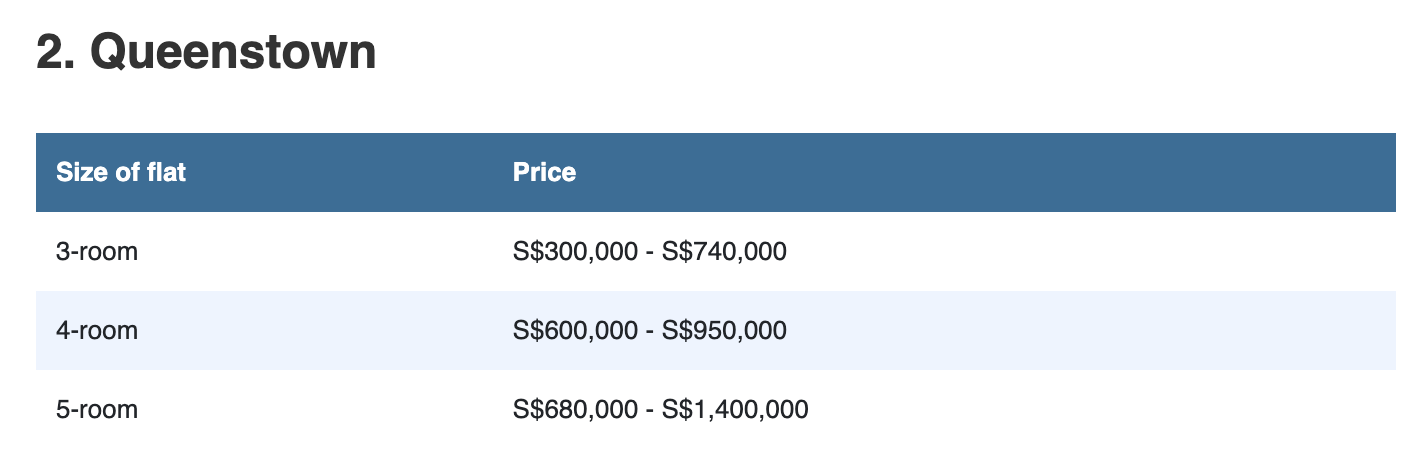 2. Queenstown
Size of flat Price
3-room S$300,000 - S$740,000
4-room S$600,000 - S$950,000
5-room S$680,000 - S$1,400,000